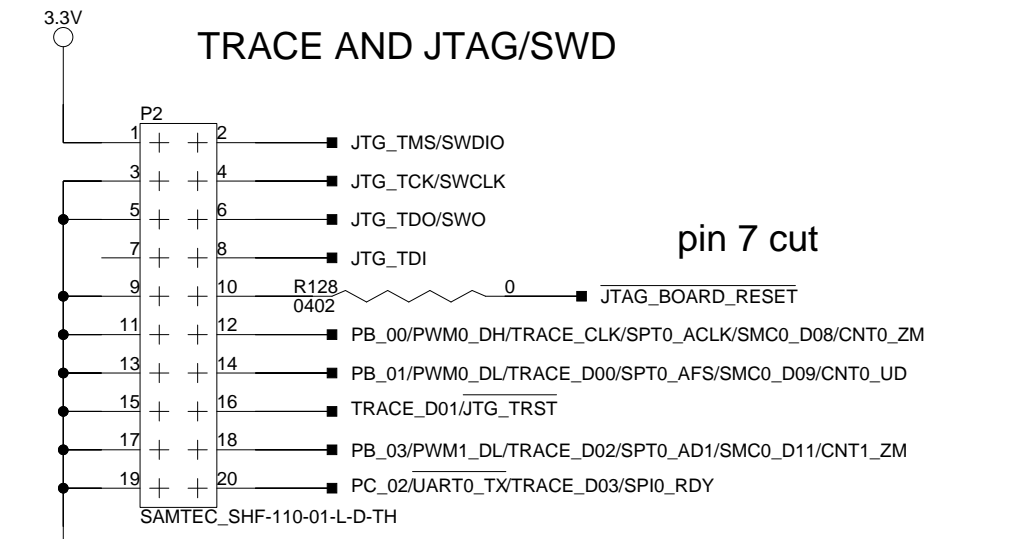 3.3V
TRACE AND JTAG/SWD
P2
1 2 JTG_TMS/SWDIO
3 4 JTG_TCK/SWCLK
5 6 JTG_TDO/SWO
pin 7 cut
7 8 JTG_TDI
9 10 R128 0 JTAG_BOARD_RESET
0402
11 12 PB_00/PWM0_DH/TRACE_CLK/SPT0_ACLK/SMC0_D08/CNT0_ZM
13 14 PB_01/PWM0_DL/TRACE_D00/SPT0_AFS/SMC0_D09/CNT0_UD
15 16 TRACE_D01/JTG_TRST
17 18 PB_03/PWM1_DL/TRACE_D02/SPT0_AD1/SMC0_D11/CNT1_ZM
19 20 PC_02/UART0_TX/TRACE_D03/SPI0_RDY
SAMTEC_SHF-110-01-L-D-TH